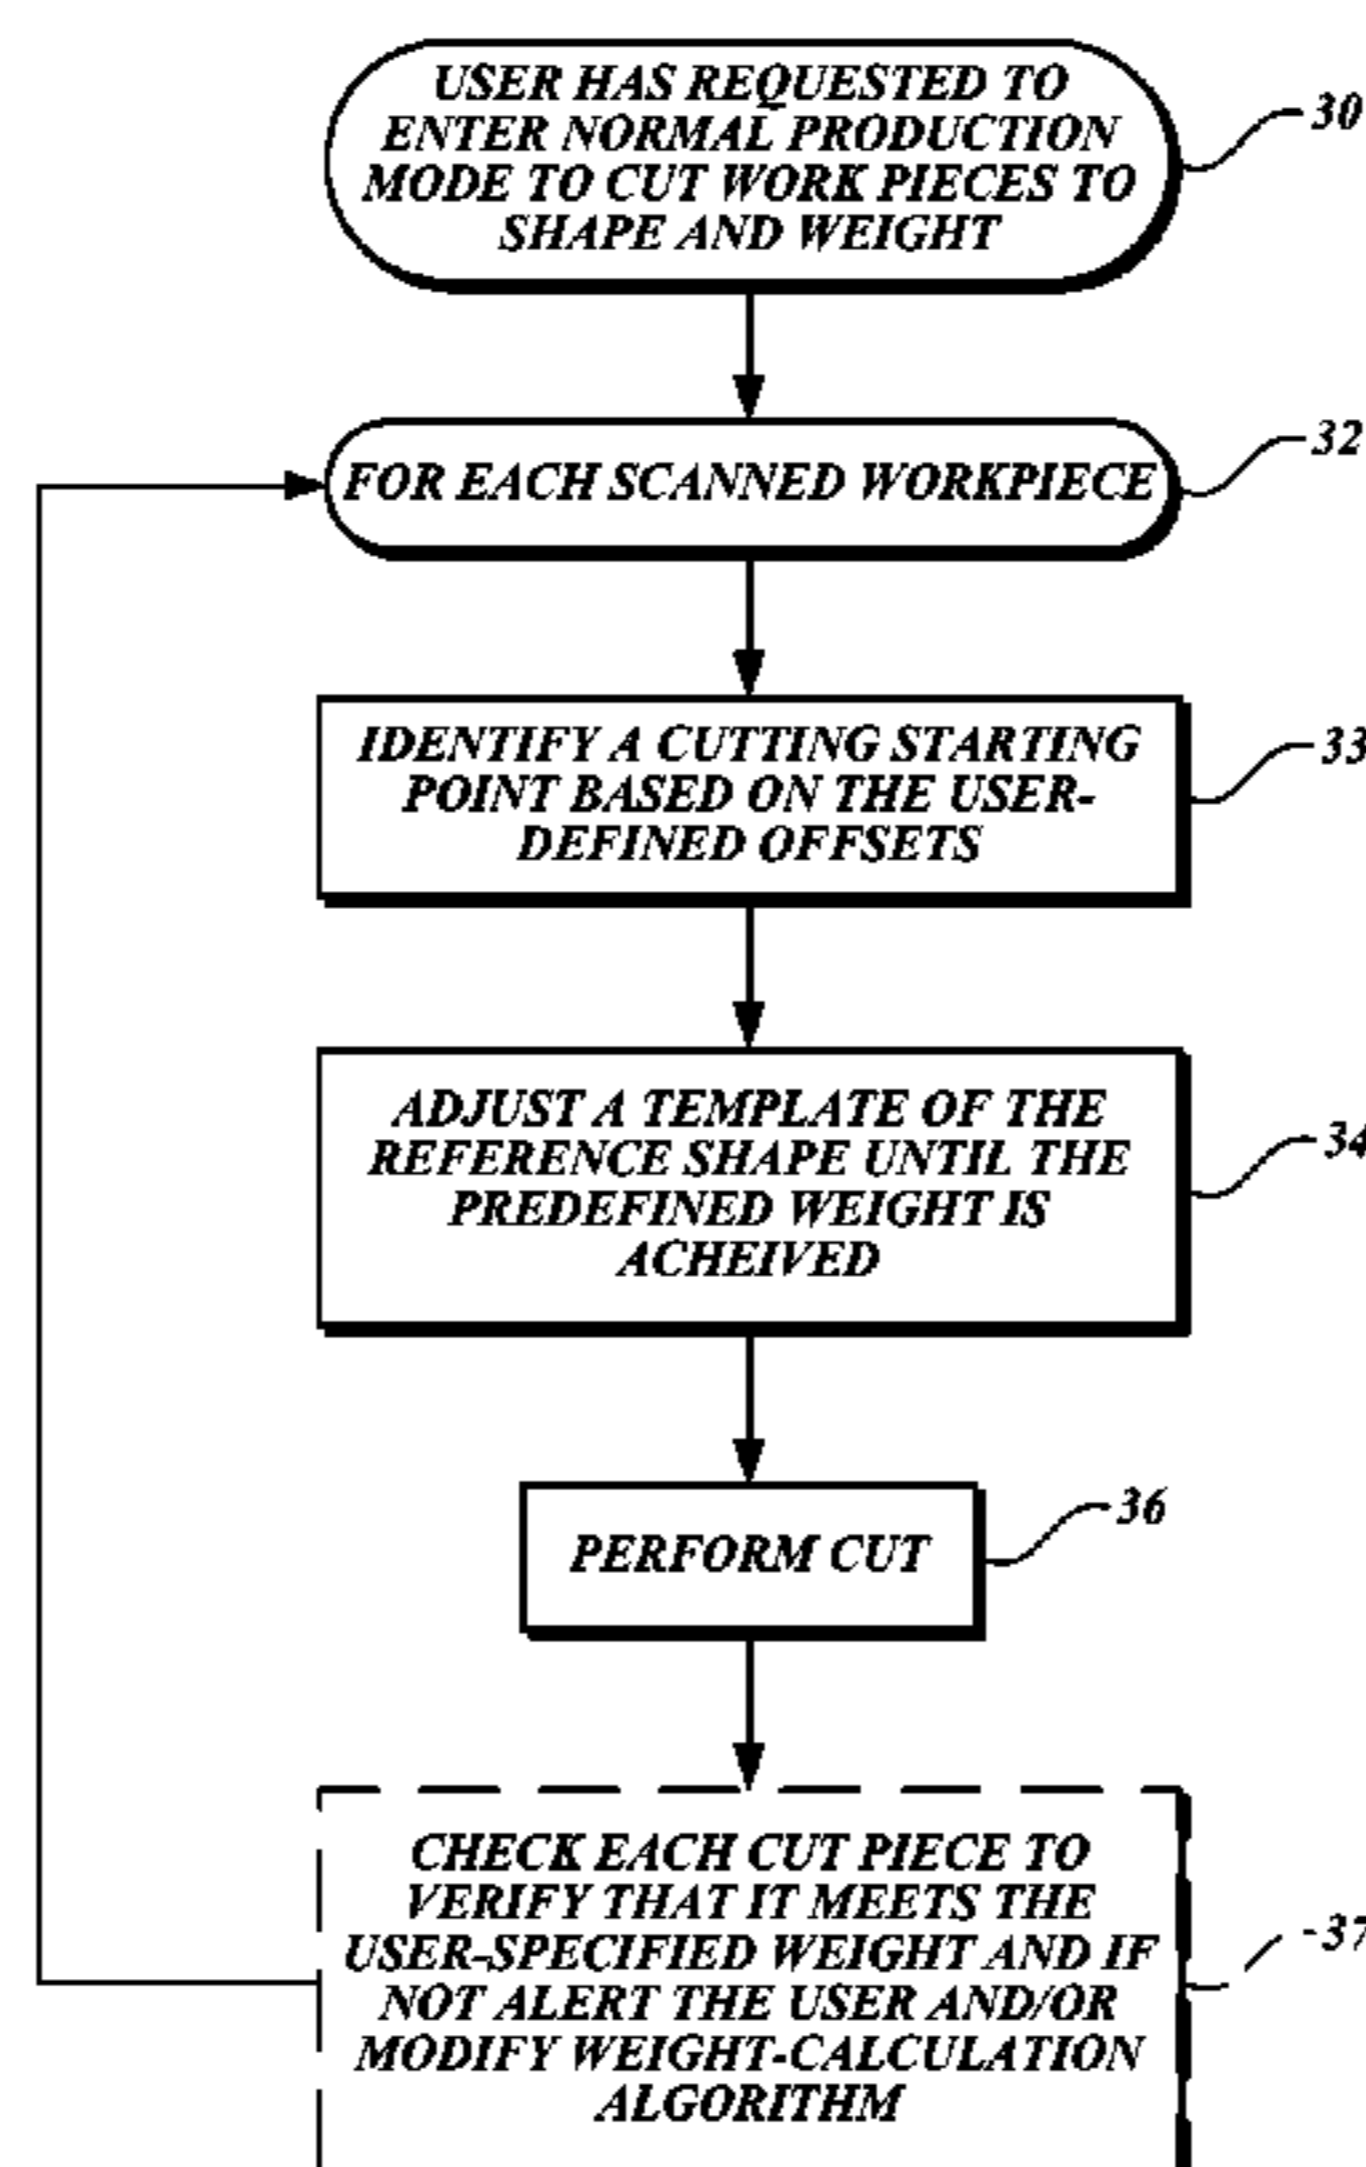 USER HAS REQUESTED TO
ENTER NORMAL PRODUCTION
MODE TO CUT WORK PIECES TO
SHAPE AND WEIGHT
30
FOR EACH SCANNED WORKPIECE
32
IDENTIFY A CUTTING STARTING
POINT BASED ON THE USER-
DEFINED OFFSETS
33
ADJUST A TEMPLATE OF THE
REFERENCE SHAPE UNTIL THE
PREDEFINED WEIGHT IS
ACHEIVED
34
PERFORM CUT
36
CHECK EACH CUT PIECE TO
VERIFY THAT IT MEETS THE
USER-SPECIFIED WEIGHT AND IF
NOT ALERT THE USER AND/OR
MODIFY WEIGHT-CALCULATION
ALGORITHM
37